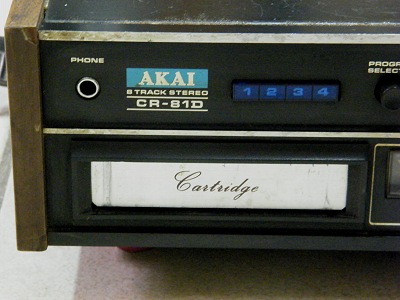 PHONE
AKAI
8 TRACK STEREO
CR-81D
1 2 3 4
PROGR
SELECT
Cartridge